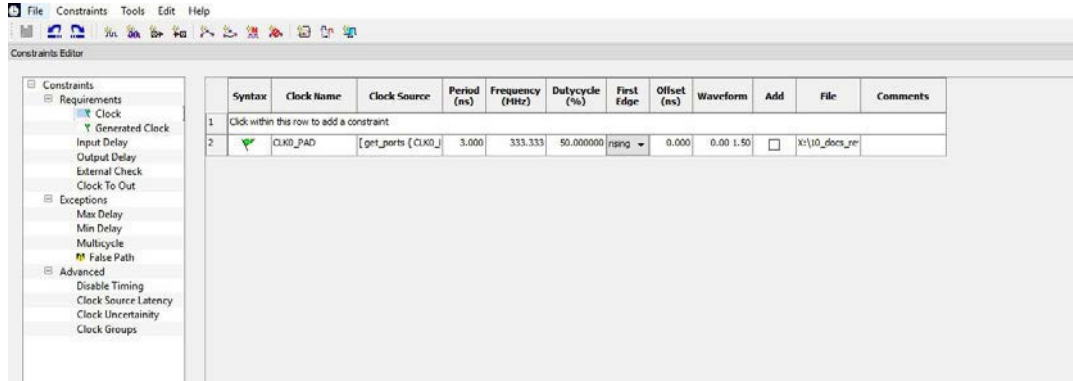 File Constraints Tools Edit Help
Constraints Editor
Constraints
Requirements
Clock
Generated Clock
Input Delay
Output Delay
External Check
Clock To Out
Exceptions
Max Delay
Min Delay
Multicycle
False Path
Advanced
Disable Timing
Clock Source Latency
Clock Uncertainity
Clock Groups
Syntax Clock Name Clock Source Period (ns) Frequency (MHz) Dutycycle (%) First Edge Offset (ns) Waveform Add File Comments
1 Click within this row to add a constraint
2 CLK0_PAD [ get_ports { CLK0_ 3.000 333.333 50.000000 rising 0.000 0.00 1.50 X:\10_docs_re